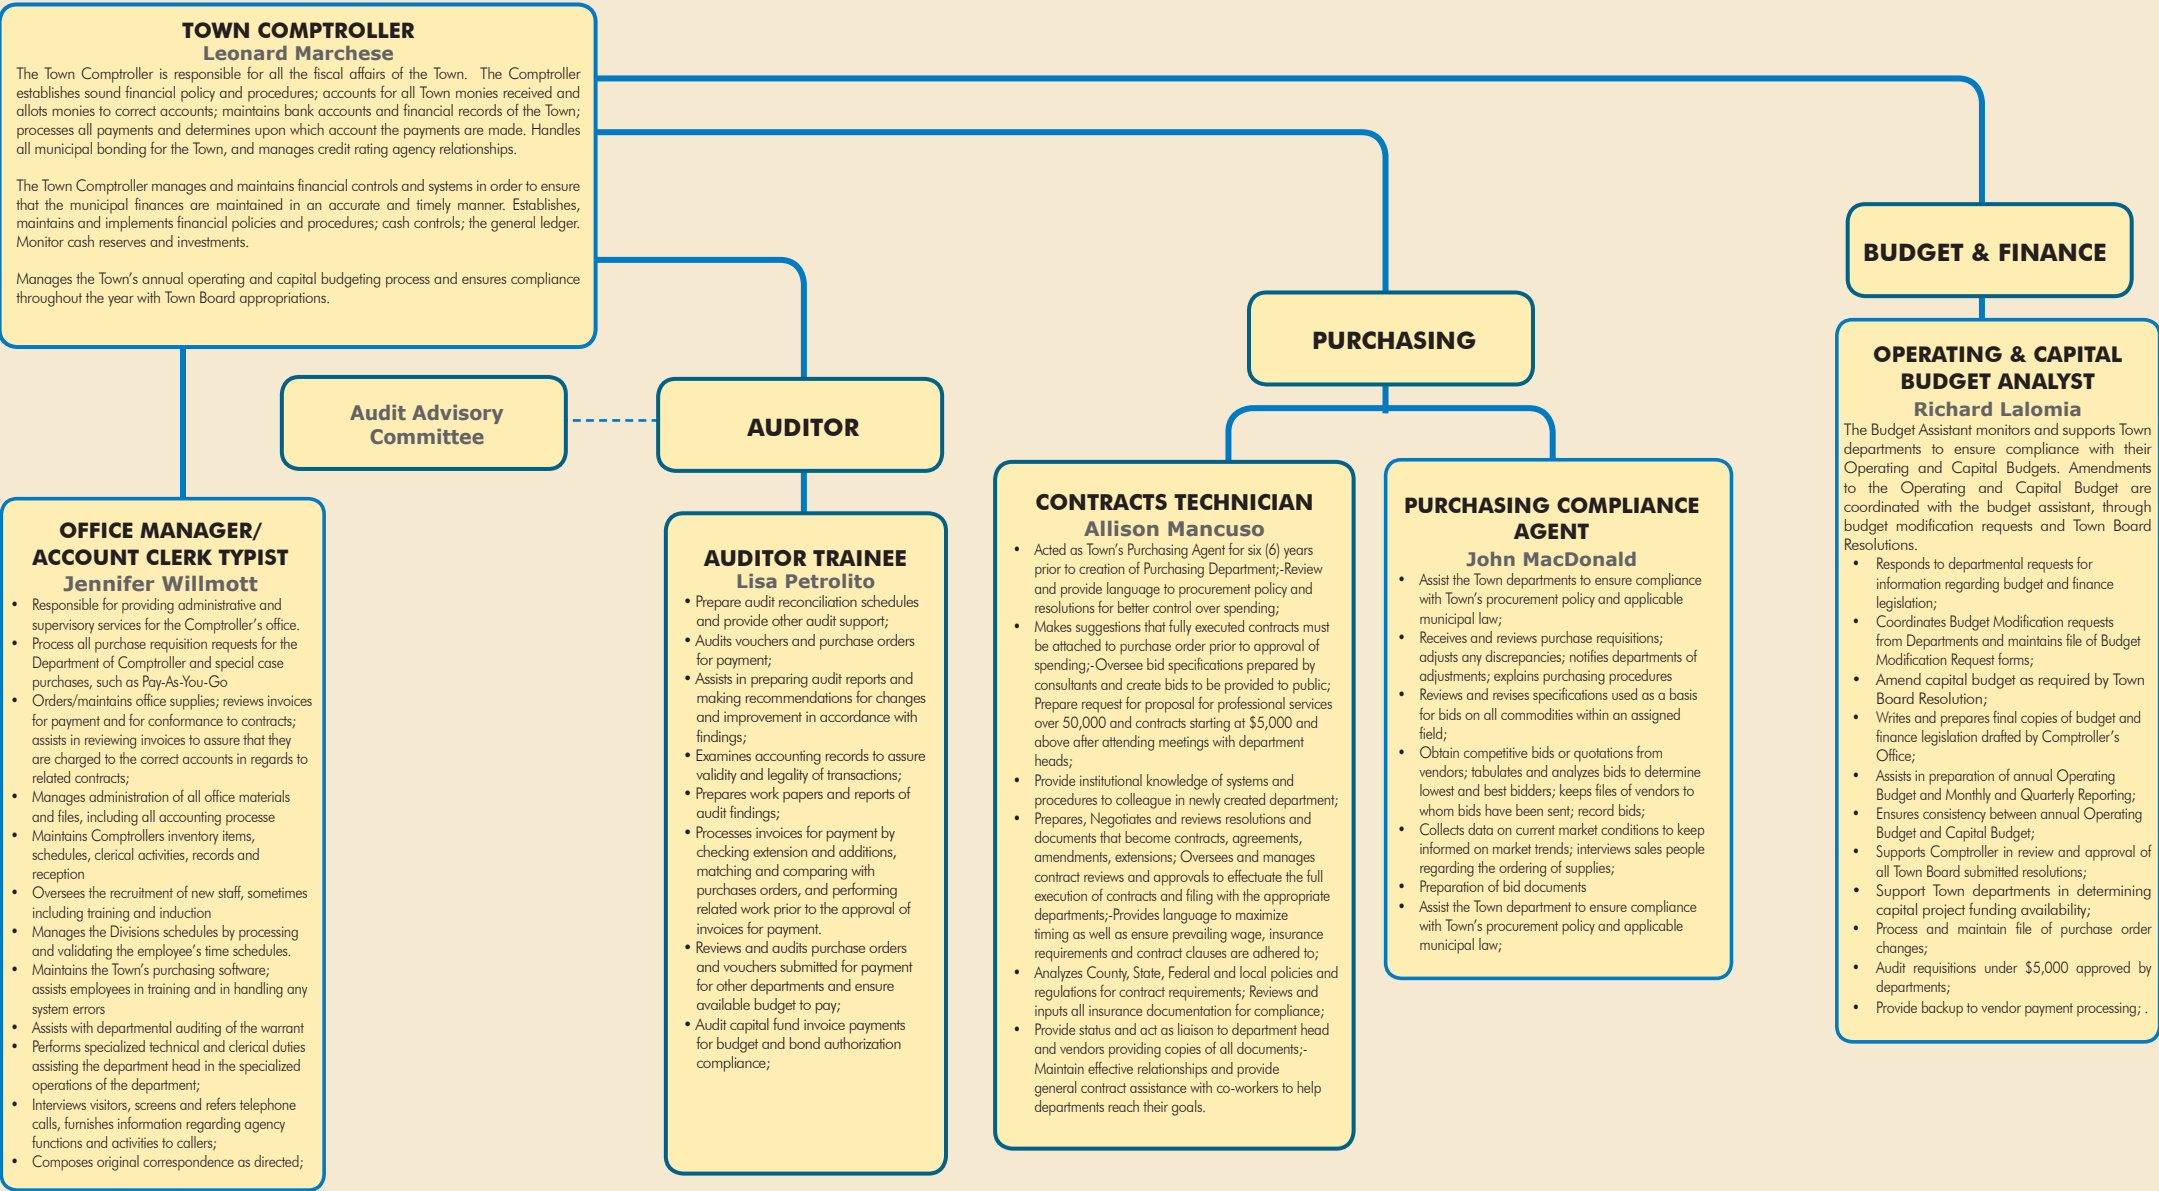 TOWN COMPTROLLER
Leonard Marchese
The Town Comptroller is responsible for all the fiscal affairs of the Town. The Comptroller
establishes sound financial policy and procedures; accounts for all Town monies received and
allots monies to correct accounts; maintains bank accounts and financial records of the Town;
processes all payments and determines upon which account the payments are made. Handles
all municipal bonding for the Town, and manages credit rating agency relationships.
The Town Comptroller manages and maintains financial controls and systems in order to ensure
that the municipal finances are maintained in an accurate and timely manner. Establishes,
maintains and implements financial policies and procedures; cash controls; the general ledger.
Monitor cash reserves and investments.
Manages the Town's annual operating and capital budgeting process and ensures compliance
throughout the year with Town Board appropriations.
Audit Advisory
Committee
AUDITOR
PURCHASING
BUDGET & FINANCE
OFFICE MANAGER/
ACCOUNT CLERK TYPIST
Jennifer Willmott
• Responsible for providing administrative and
supervisory services for the Comptroller's office.
• Process all purchase requisition requests for the
Department of Comptroller and special case
purchases, such as Pay-As-You-Go
• Orders/maintains office supplies; reviews invoices
for payment and for conformance to contracts;
assists in reviewing invoices to assure that they
are charged to the correct accounts in regards to
related contracts;
• Manages administration of all office materials
and files, including all accounting processe
• Maintains Comptrollers inventory items,
schedules, clerical activities, records and
reception
• Oversees the recruitment of new staff, sometimes
including training and induction
• Manages the Divisions schedules by processing
and validating the employee's time schedules.
• Maintains the Town's purchasing software;
assists employees in training and in handling any
system errors
• Assists with departmental auditing of the warrant
• Performs specialized technical and clerical duties
assisting the department head in the specialized
operations of the department;
• Interviews visitors, screens and refers telephone
calls, furnishes information regarding agency
functions and activities to callers;
• Composes original correspondence as directed;
AUDITOR TRAINEE
Lisa Petrolito
• Prepare audit reconciliation schedules
and provide other audit support;
• Audits vouchers and purchase orders
for payment;
• Assists in preparing audit reports and
making recommendations for changes
and improvement in accordance with
findings;
• Examines accounting records to assure
validity and legality of transactions;
• Prepares work papers and reports of
audit findings;
• Processes invoices for payment by
checking extension and additions,
matching and comparing with
purchases orders, and performing
related work prior to the approval of
invoices for payment.
• Reviews and audits purchase orders
and vouchers submitted for payment
for other departments and ensure
available budget to pay;
• Audit capital fund invoice payments
for budget and bond authorization
compliance;
CONTRACTS TECHNICIAN
Allison Mancuso
• Acted as Town's Purchasing Agent for six (6) years
prior to creation of Purchasing Department;-Review
and provide language to procurement policy and
resolutions for better control over spending;
• Makes suggestions that fully executed contracts must
be attached to purchase order prior to approval of
spending;-Oversee bid specifications prepared by
consultants and create bids to be provided to public;
Prepare request for proposal for professional services
over 50,000 and contracts starting at $5,000 and
above after attending meetings with department
heads;
• Provide institutional knowledge of systems and
procedures to colleague in newly created department;
• Prepares, Negotiates and reviews resolutions and
documents that become contracts, agreements,
amendments, extensions; Oversees and manages
contract reviews and approvals to effectuate the full
execution of contracts and filing with the appropriate
departments;-Provides language to maximize
timing as well as ensure prevailing wage, insurance
requirements and contract clauses are adhered to;
• Analyzes County, State, Federal and local policies and
regulations for contract requirements; Reviews and
inputs all insurance documentation for compliance;
• Provide status and act as liaison to department head
and vendors providing copies of all documents;-
Maintain effective relationships and provide
general contract assistance with co-workers to help
departments reach their goals.
PURCHASING COMPLIANCE
AGENT
John MacDonald
• Assist the Town departments to ensure compliance
with Town's procurement policy and applicable
municipal law;
• Receives and reviews purchase requisitions;
adjusts any discrepancies; notifies departments of
adjustments; explains purchasing procedures
• Reviews and revises specifications used as a basis
for bids on all commodities within an assigned
field;
• Obtain competitive bids or quotations from
vendors; tabulates and analyzes bids to determine
lowest and best bidders; keeps files of vendors to
whom bids have been sent; record bids;
• Collects data on current market conditions to keep
informed on market trends; interviews sales people
regarding the ordering of supplies;
• Preparation of bid documents
• Assist the Town department to ensure compliance
with Town's procurement policy and applicable
municipal law;
OPERATING & CAPITAL
BUDGET ANALYST
Richard Lalomia
The Budget Assistant monitors and supports Town
departments to ensure compliance with their
Operating and Capital Budgets. Amendments
to the Operating and Capital Budget are
coordinated with the budget assistant, through
budget modification requests and Town Board
Resolutions.
• Responds to departmental requests for
information regarding budget and finance
legislation;
• Coordinates Budget Modification requests
from Departments and maintains file of Budget
Modification Request forms;
• Amend capital budget as required by Town
Board Resolution;
• Writes and prepares final copies of budget and
finance legislation drafted by Comptroller's
Office;
• Assists in preparation of annual Operating
Budget and Monthly and Quarterly Reporting;
• Ensures consistency between annual Operating
Budget and Capital Budget;
• Supports Comptroller in review and approval of
all Town Board submitted resolutions;
• Support Town departments in determining
capital project funding availability;
• Process and maintain file of purchase order
changes;
• Audit requisitions under $5,000 approved by
departments;
• Provide backup to vendor payment processing; .